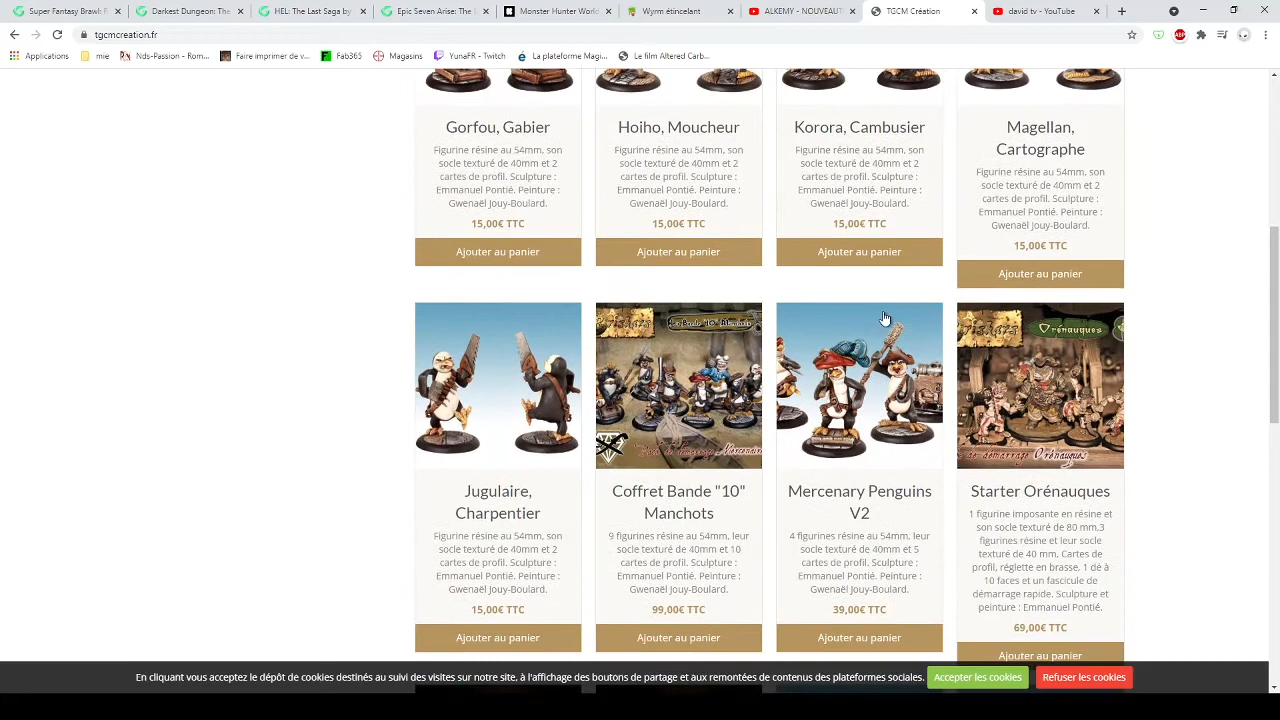 Super Fantasy Brawl: R
Darkest Dungeon: The
HEL: The Last Saga by
Epic Seven Arise: The
Monster Hunter World
Wyrm étincelant
ALKEMY - NOUVEAUT
TGCM Création
david tv - YouTube
tgcmcreation.fr
Applications
mie
Nds-Passion - Rom...
Faire imprimer de v...
Fab365
Magasins
YunaFR - Twitch
La plateforme Magi...
Le film Altered Carb...
Gorfou, Gabier
Figurine résine au 54mm, son
socle texturé de 40mm et 2
cartes de profil. Sculpture :
Emmanuel Pontié. Peinture :
Gwenaël Jouy-Boulard.
15,00€ TTC
Ajouter au panier
Hoiho, Moucheur
Figurine résine au 54mm, son
socle texturé de 40mm et 2
cartes de profil. Sculpture :
Emmanuel Pontié. Peinture :
Gwenaël Jouy-Boulard.
15,00€ TTC
Ajouter au panier
Korora, Cambusier
Figurine résine au 54mm, son
socle texturé de 40mm et 2
cartes de profil. Sculpture :
Emmanuel Pontié. Peinture :
Gwenaël Jouy-Boulard.
15,00€ TTC
Ajouter au panier
Magellan,
Cartographe
Figurine résine au 54mm, son
socle texturé de 40mm et 2
cartes de profil. Sculpture :
Emmanuel Pontié. Peinture :
Gwenaël Jouy-Boulard.
15,00€ TTC
Ajouter au panier
Jugulaire,
Charpentier
Figurine résine au 54mm, son
socle texturé de 40mm et 2
cartes de profil. Sculpture :
Emmanuel Pontié. Peinture :
Gwenaël Jouy-Boulard.
15,00€ TTC
Ajouter au panier
Coffret Bande "10"
Manchots
9 figurines résine au 54mm, leur
socle texturé de 40mm et 10
cartes de profil. Sculpture :
Emmanuel Pontié. Peinture :
Gwenaël Jouy-Boulard.
99,00€ TTC
Ajouter au panier
Mercenary Penguins
V2
4 figurines résine au 54mm, leur
socle texturé de 40mm et 5
cartes de profil. Sculpture :
Emmanuel Pontié. Peinture :
Gwenaël Jouy-Boulard.
39,00€ TTC
Ajouter au panier
Orénauques
de démarrage Orénauques
Starter Orénauques
1 figurine imposante en résine et
son socle texturé de 80 mm,3
figurines résine et leur socle
texturé de 40 mm. Cartes de
profil, réglette en brasse, 1 dé à
10 faces et un fascicule de
démarrage rapide. Sculpture et
peinture : Emmanuel Pontié.
69,00€ TTC
Ajouter au panier
En cliquant vous acceptez le dépôt de cookies destinés au suivi des visites sur notre site, à l'affichage des boutons de partage et aux remontées de contenus des plateformes sociales.
Accepter les cookies
Refuser les cookies